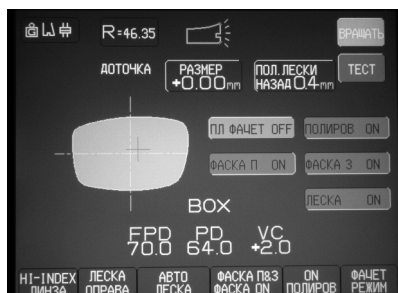 R=46.35
ВРАЩАТЬ
ДОТОЧКА
РАЗМЕР
+0.00mm
ПОЛ.ЛЕСКИ
НАЗАД 0.4mm
ТЕСТ
ПЛ ФАЦЕТ OFF
ПОЛИРОВ ON
ФАСКА П ON
ФАСКА З ON
ЛЕСКА ON
BOX
FPD PD VC
70.0 64.0 +2.0
HI-INDEX ЛЕСКА АВТО ФАСКА П&З ON ФАЦЕТ
ЛИНЗА ОПРАВА ЛЕСКА ФАСКА ON ПОЛИРОВ РЕЖИМ